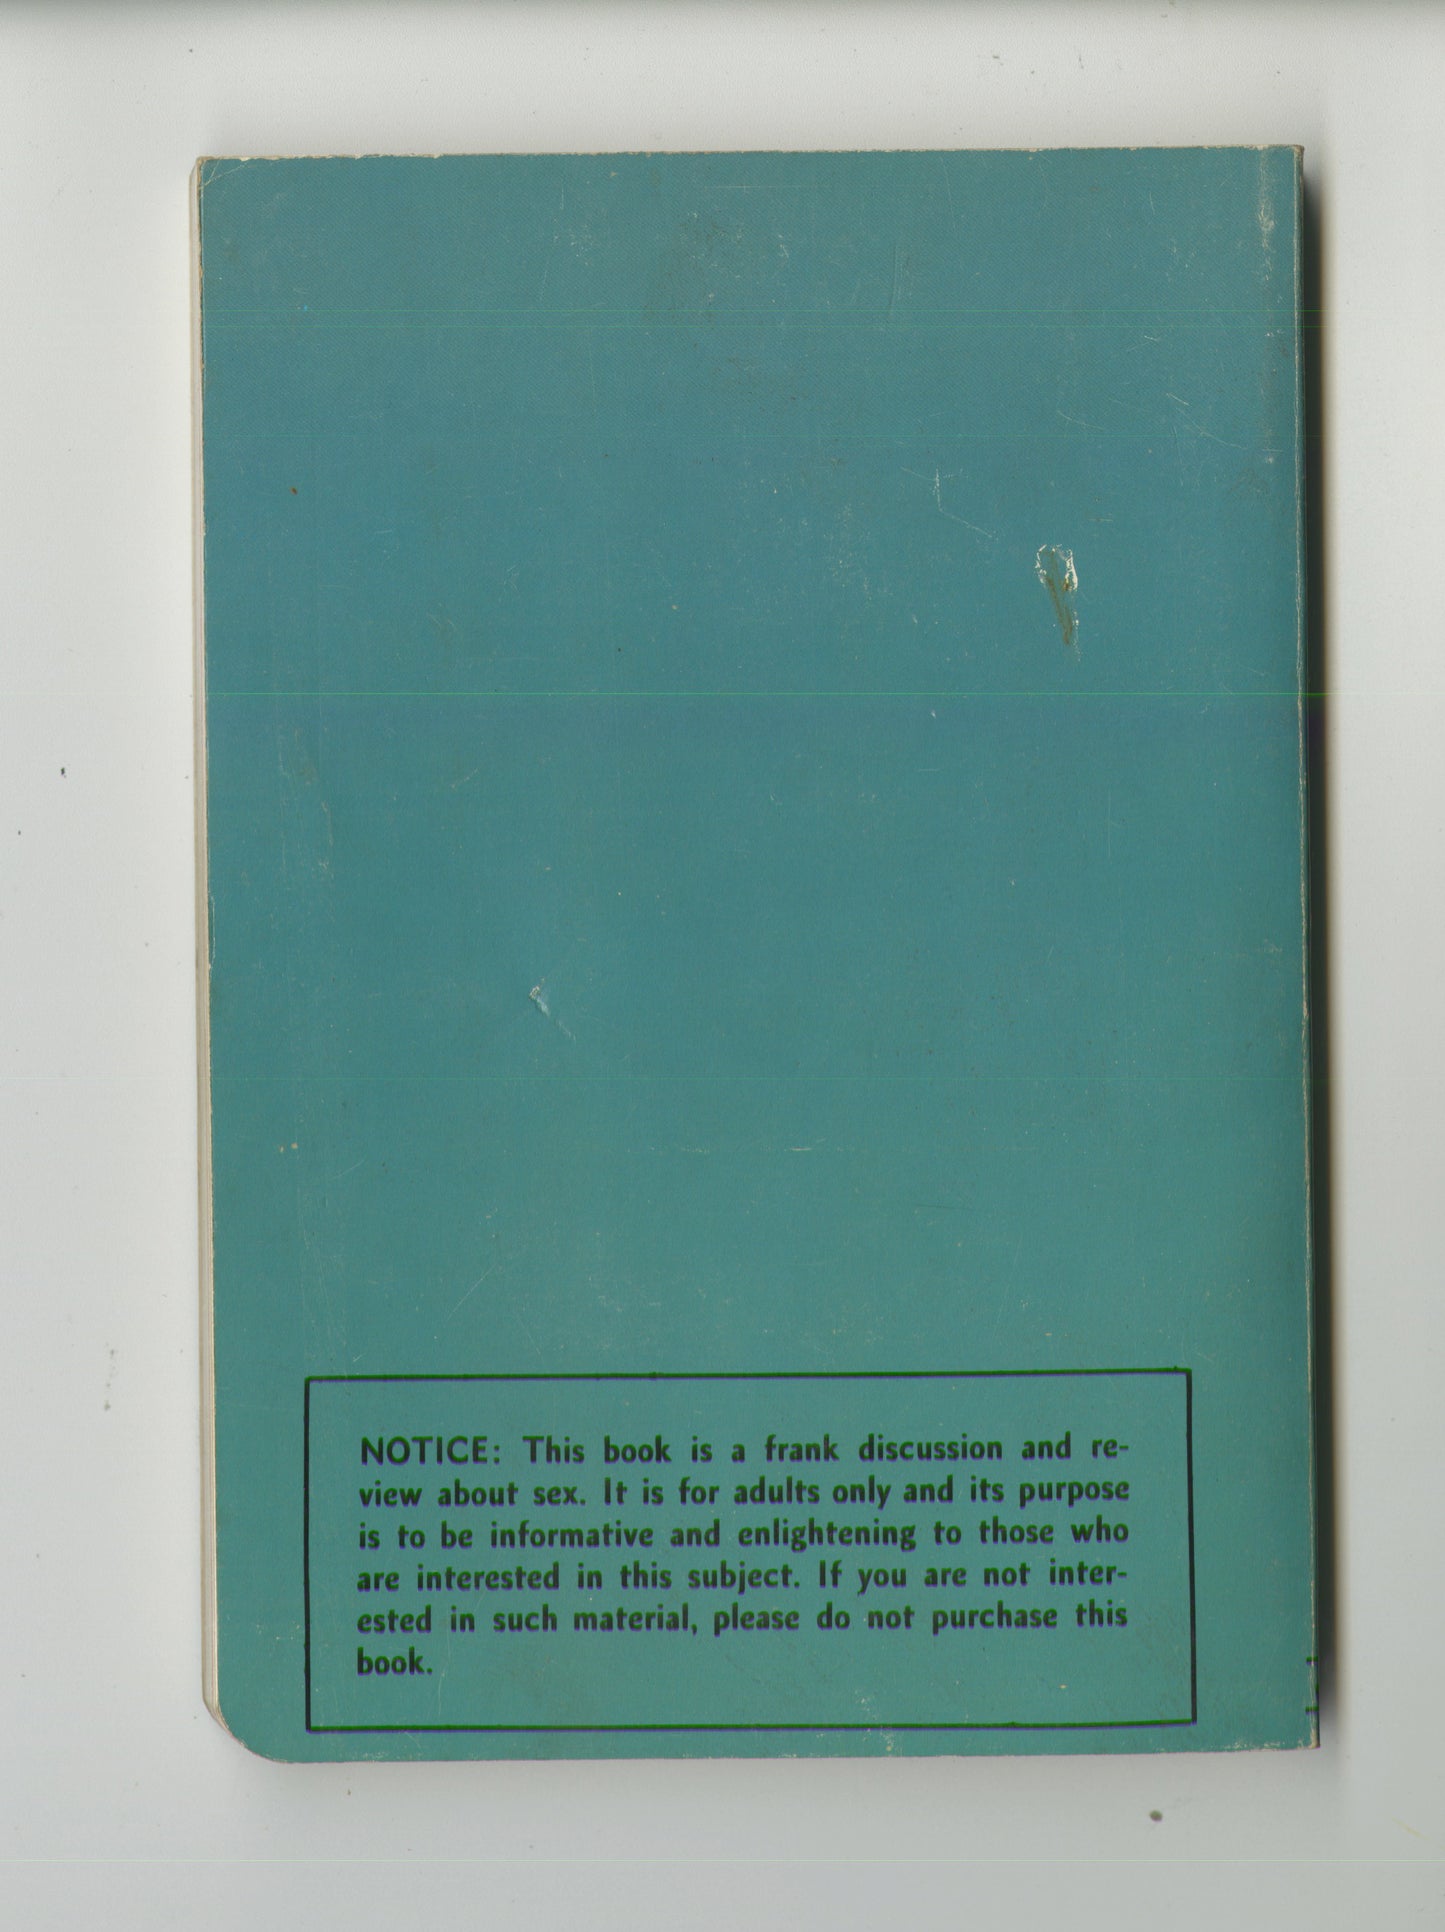 NOTICE: This book is a frank discussion and re-
view about sex. It is for adults only and its purpose
is to be informative and enlightening to those who
are interested in this subject. If you are not inter-
ested in such material, please do not purchase this
book.